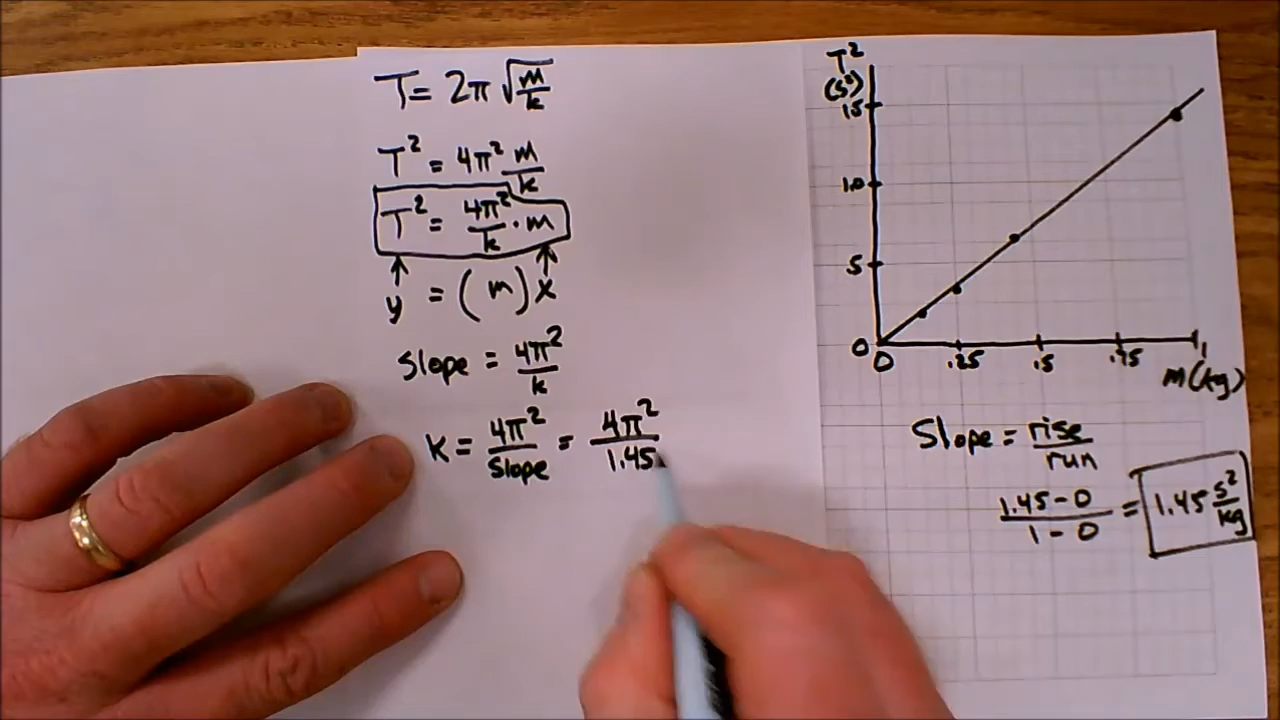 T = 2π √(m/k)
T² = 4π² m/k
T² = 4π²/k · m
y = (m) x
slope = 4π²/k
K = 4π²/slope = 4π²/1.45
T²
(s²)
15
10
5
0
0 .25 .5 .75 1
m(kg)
Slope = rise/run
1.45 - 0 / 1 - 0 = 1.45 s²/kg